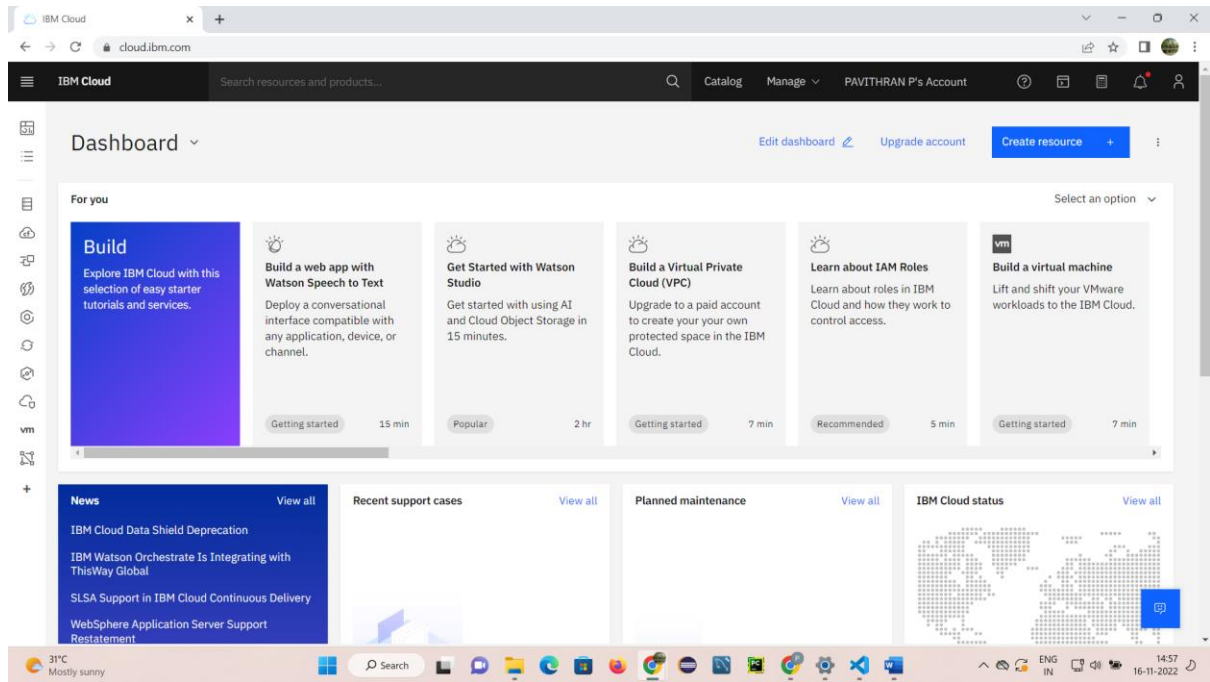 IBM Cloud
cloud.ibm.com
IBM Cloud
Search resources and products...
Catalog
Manage
PAVITHRAN P's Account
Dashboard
Edit dashboard
Upgrade account
Create resource +
For you
Select an option
Build
Explore IBM Cloud with this
selection of easy starter
tutorials and services.
Build a web app with
Watson Speech to Text
Deploy a conversational
interface compatible with
any application, device, or
channel.
Getting started
15 min
Get Started with Watson
Studio
Get started with using AI
and Cloud Object Storage in
15 minutes.
Popular
2 hr
Build a Virtual Private
Cloud (VPC)
Upgrade to a paid account
to create your your own
protected space in the IBM
Cloud.
Getting started
7 min
Learn about IAM Roles
Learn about roles in IBM
Cloud and how they work to
control access.
Recommended
5 min
vm
Build a virtual machine
Lift and shift your VMware
workloads to the IBM Cloud.
Getting started
7 min
vm
News
View all
IBM Cloud Data Shield Deprecation
IBM Watson Orchestrate Is Integrating with
ThisWay Global
SLSA Support in IBM Cloud Continuous Delivery
WebSphere Application Server Support
Restatement
Recent support cases
View all
Planned maintenance
View all
IBM Cloud status
View all
31°C
Mostly sunny
Search
ENG
IN
14:57
16-11-2022